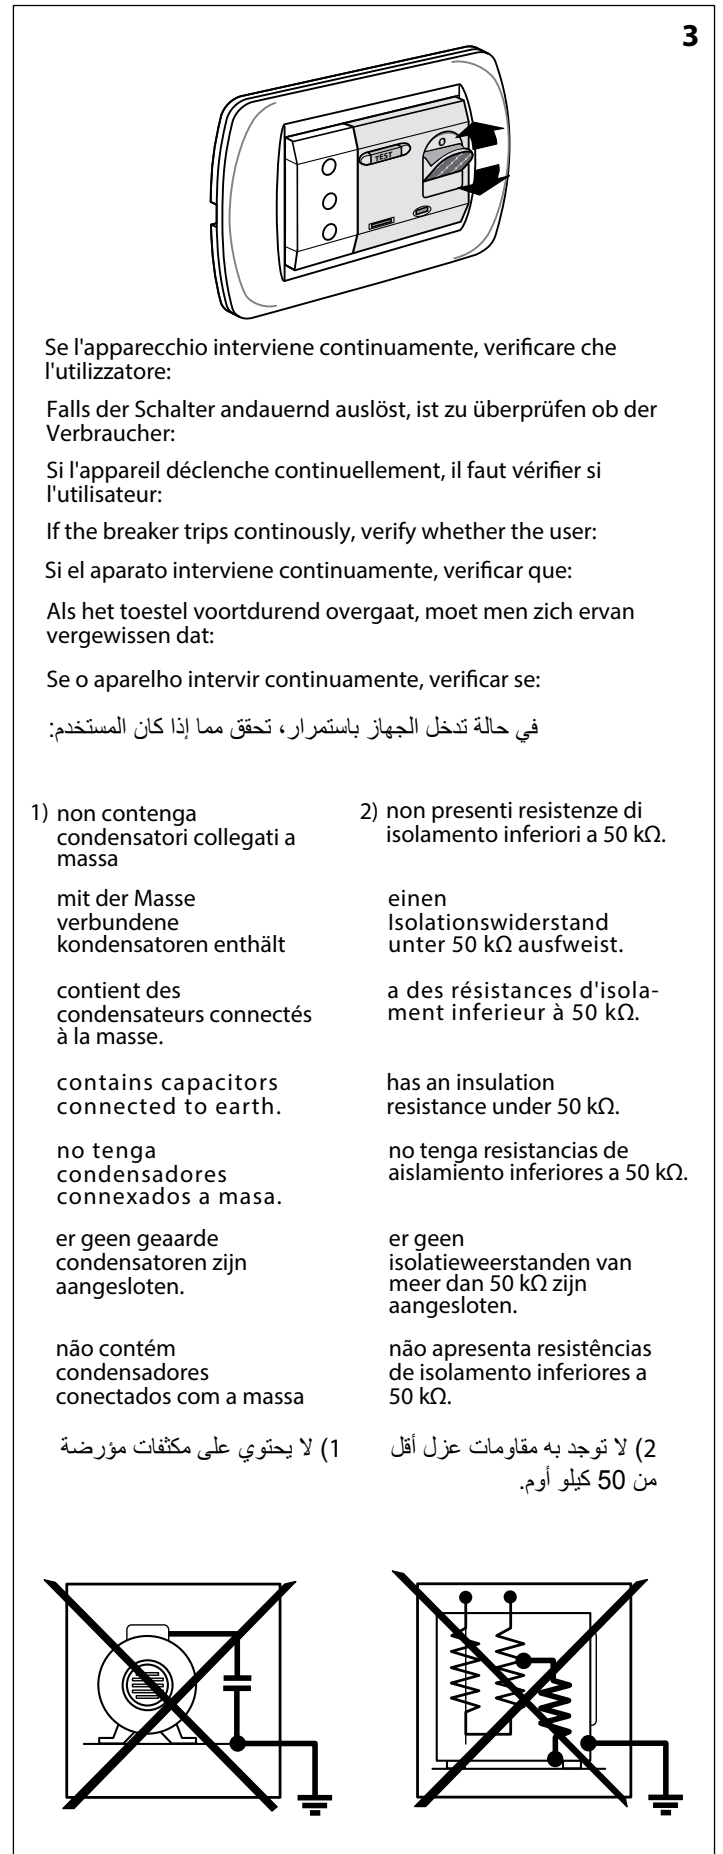 3
O
TEST
Se l'apparecchio interviene continuamente, verificare che
l'utilizzatore:
Falls der Schalter andauernd auslöst, ist zu überprüfen ob der
Verbraucher:
Si l'appareil déclenche continuellement, il faut vérifier si
l'utilisateur:
If the breaker trips continously, verify whether the user:
Si el aparato interviene continuamente, verificar que:
Als het toestel voortdurend overgaat, moet men zich ervan
vergewissen dat:
Se o aparelho intervir continuamente, verificar se:
في حالة تدخل الجهاز باستمرار، تحقق مما إذا كان المستخدم:
1) non contenga
condensatori collegati a
massa
mit der Masse
verbundene
kondensatoren enthält
contient des
condensateurs connectés
à la masse.
contains capacitors
connected to earth.
no tenga
condensadores
connexados a masa.
er geen geaarde
condensatoren zijn
aangesloten.
não contém
condensadores
conectados com a massa
1) لا يحتوي على مكثفات مؤرضة
2) non presenti resistenze di
isolamento inferiori a 50 kΩ.
einen
Isolationswiderstand
unter 50 kΩ ausfweist.
a des résistances d'isola-
ment inferieur à 50 kΩ.
has an insulation
resistance under 50 kΩ.
no tenga resistancias de
aislamiento inferiores a 50 kΩ.
er geen
isolatieweerstanden van
meer dan 50 kΩ zijn
aangesloten.
não apresenta resistências
de isolamento inferiores a
50 kΩ.
2) لا توجد به مقاومات عزل أقل
من 50 كيلو أوم.